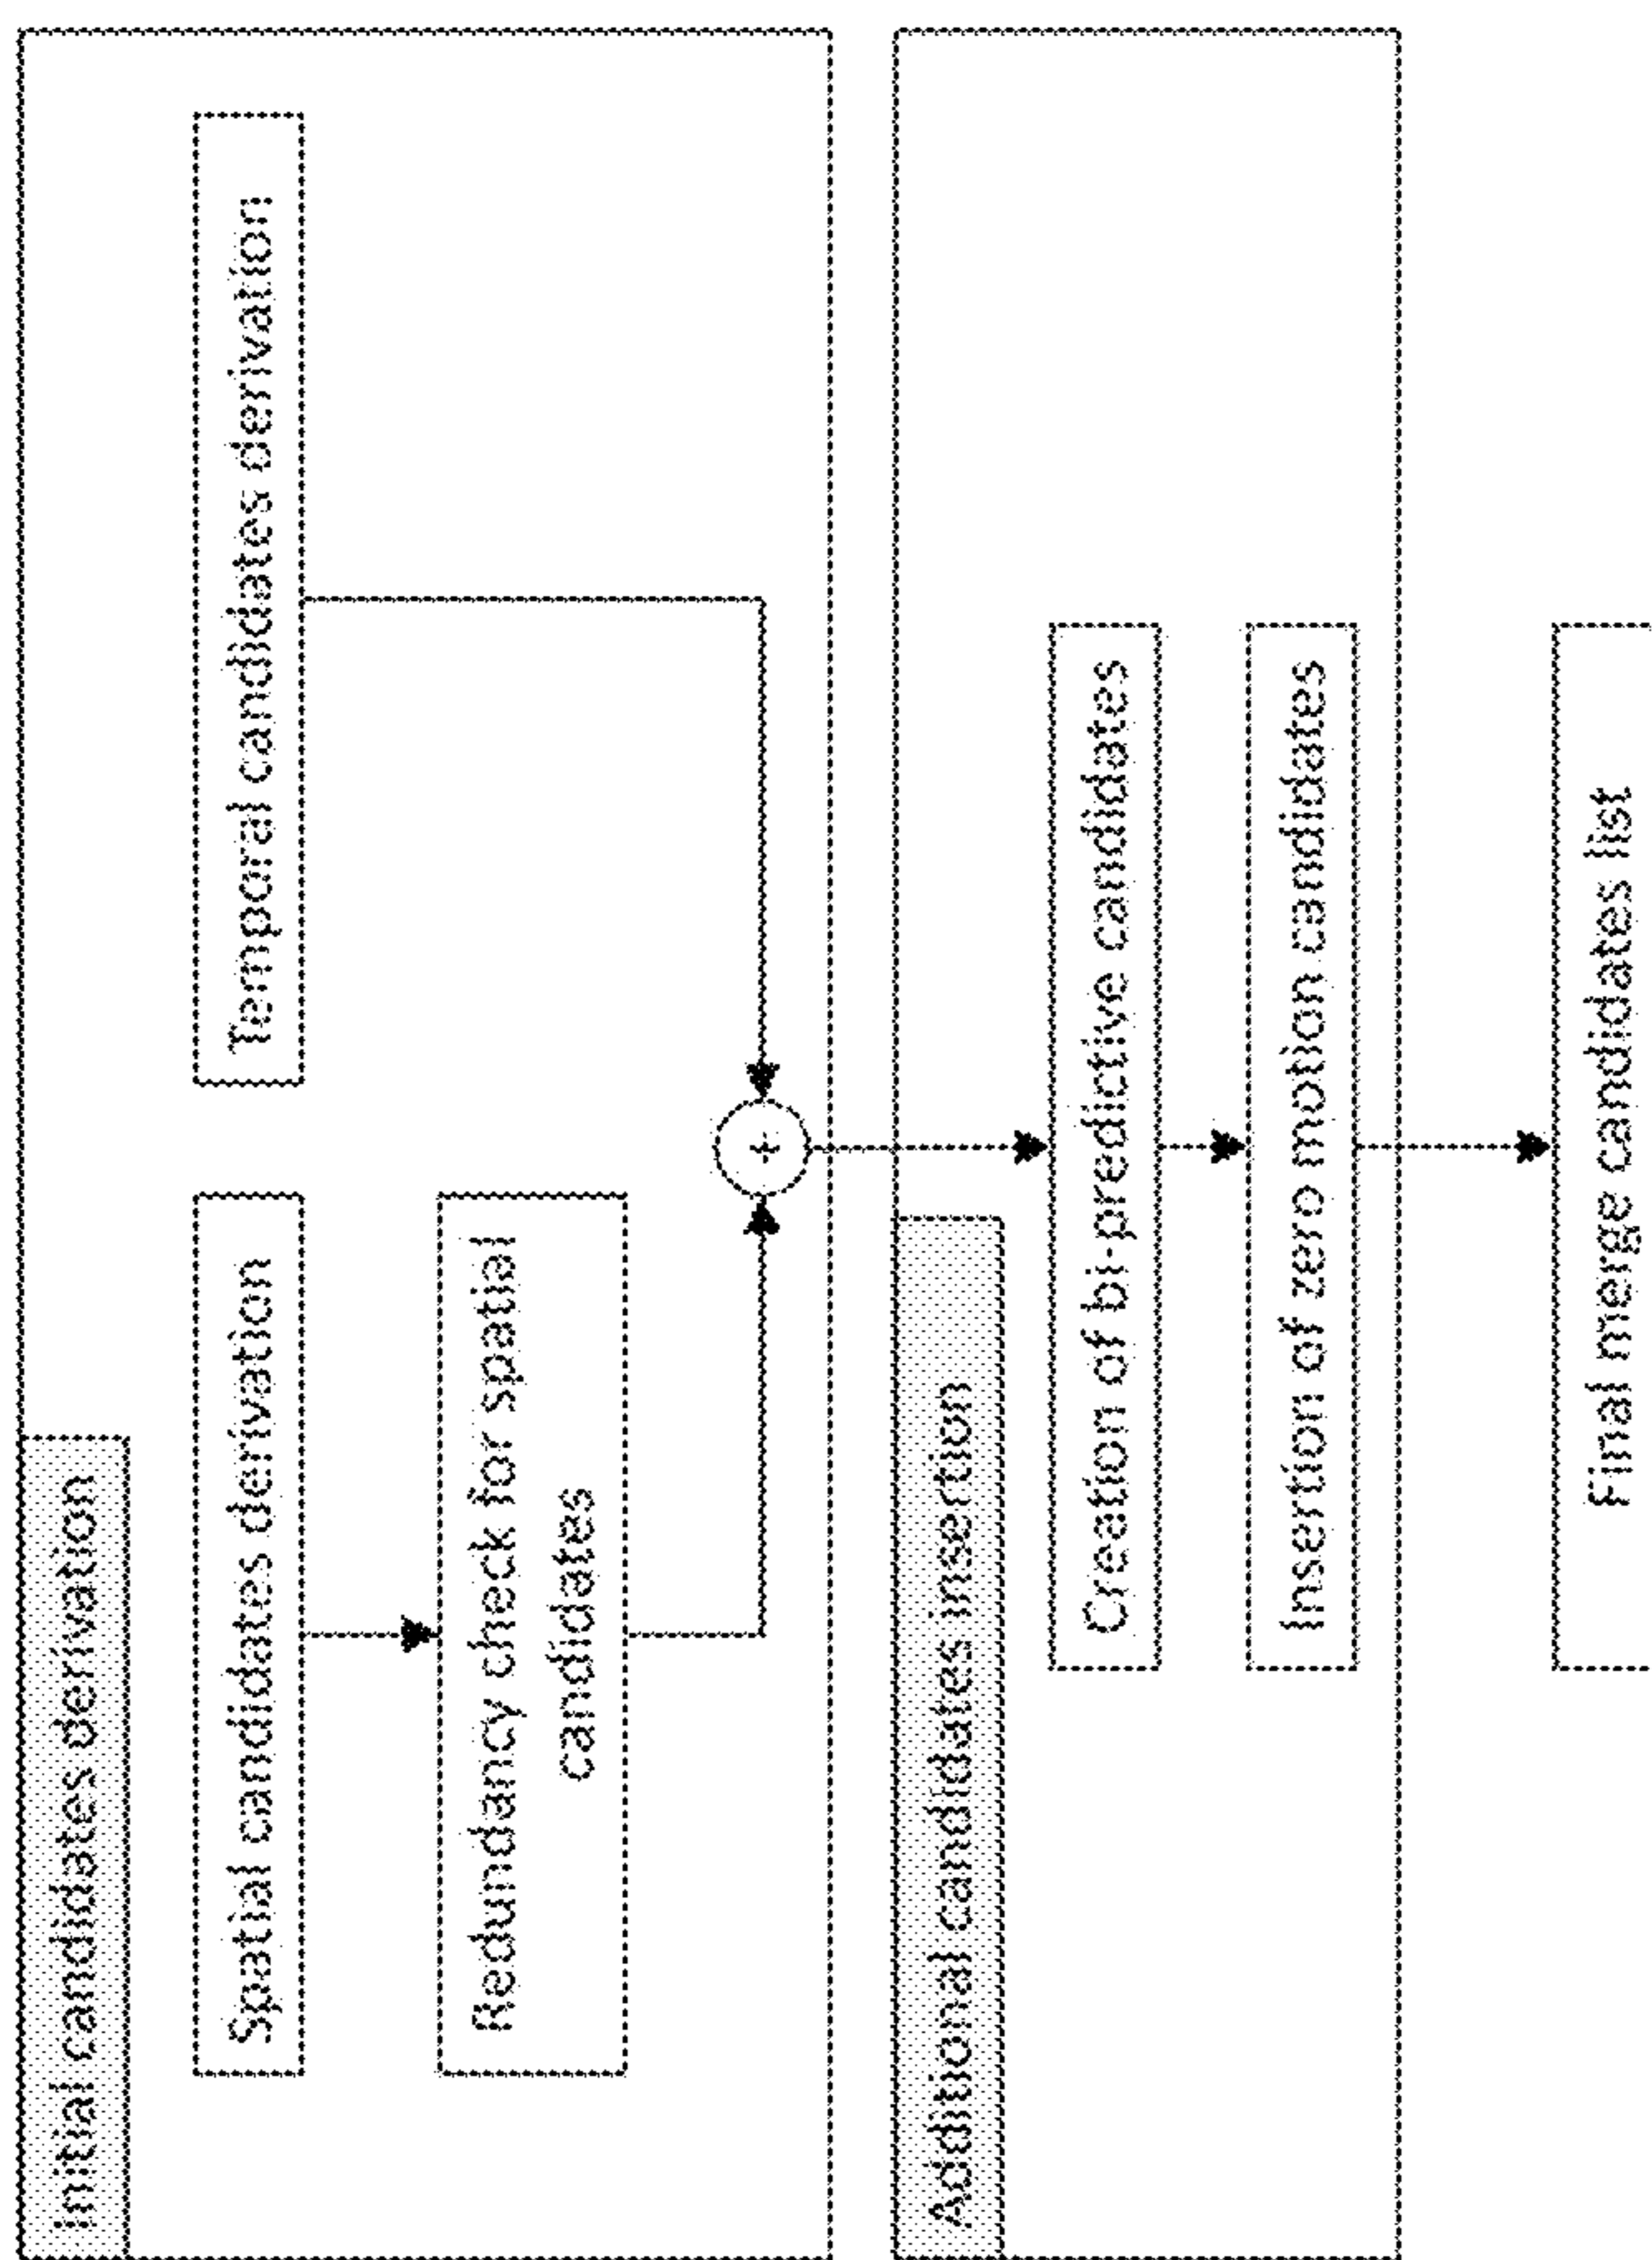 Initial candidates derivation
Spatial candidates derivation
Temporal candidates derivation
Redundancy check for spatial
candidates
+
Additional candidates insertion
Creation of bi-predictive candidates
Insertion of zero motion candidates
Final merge candidates list